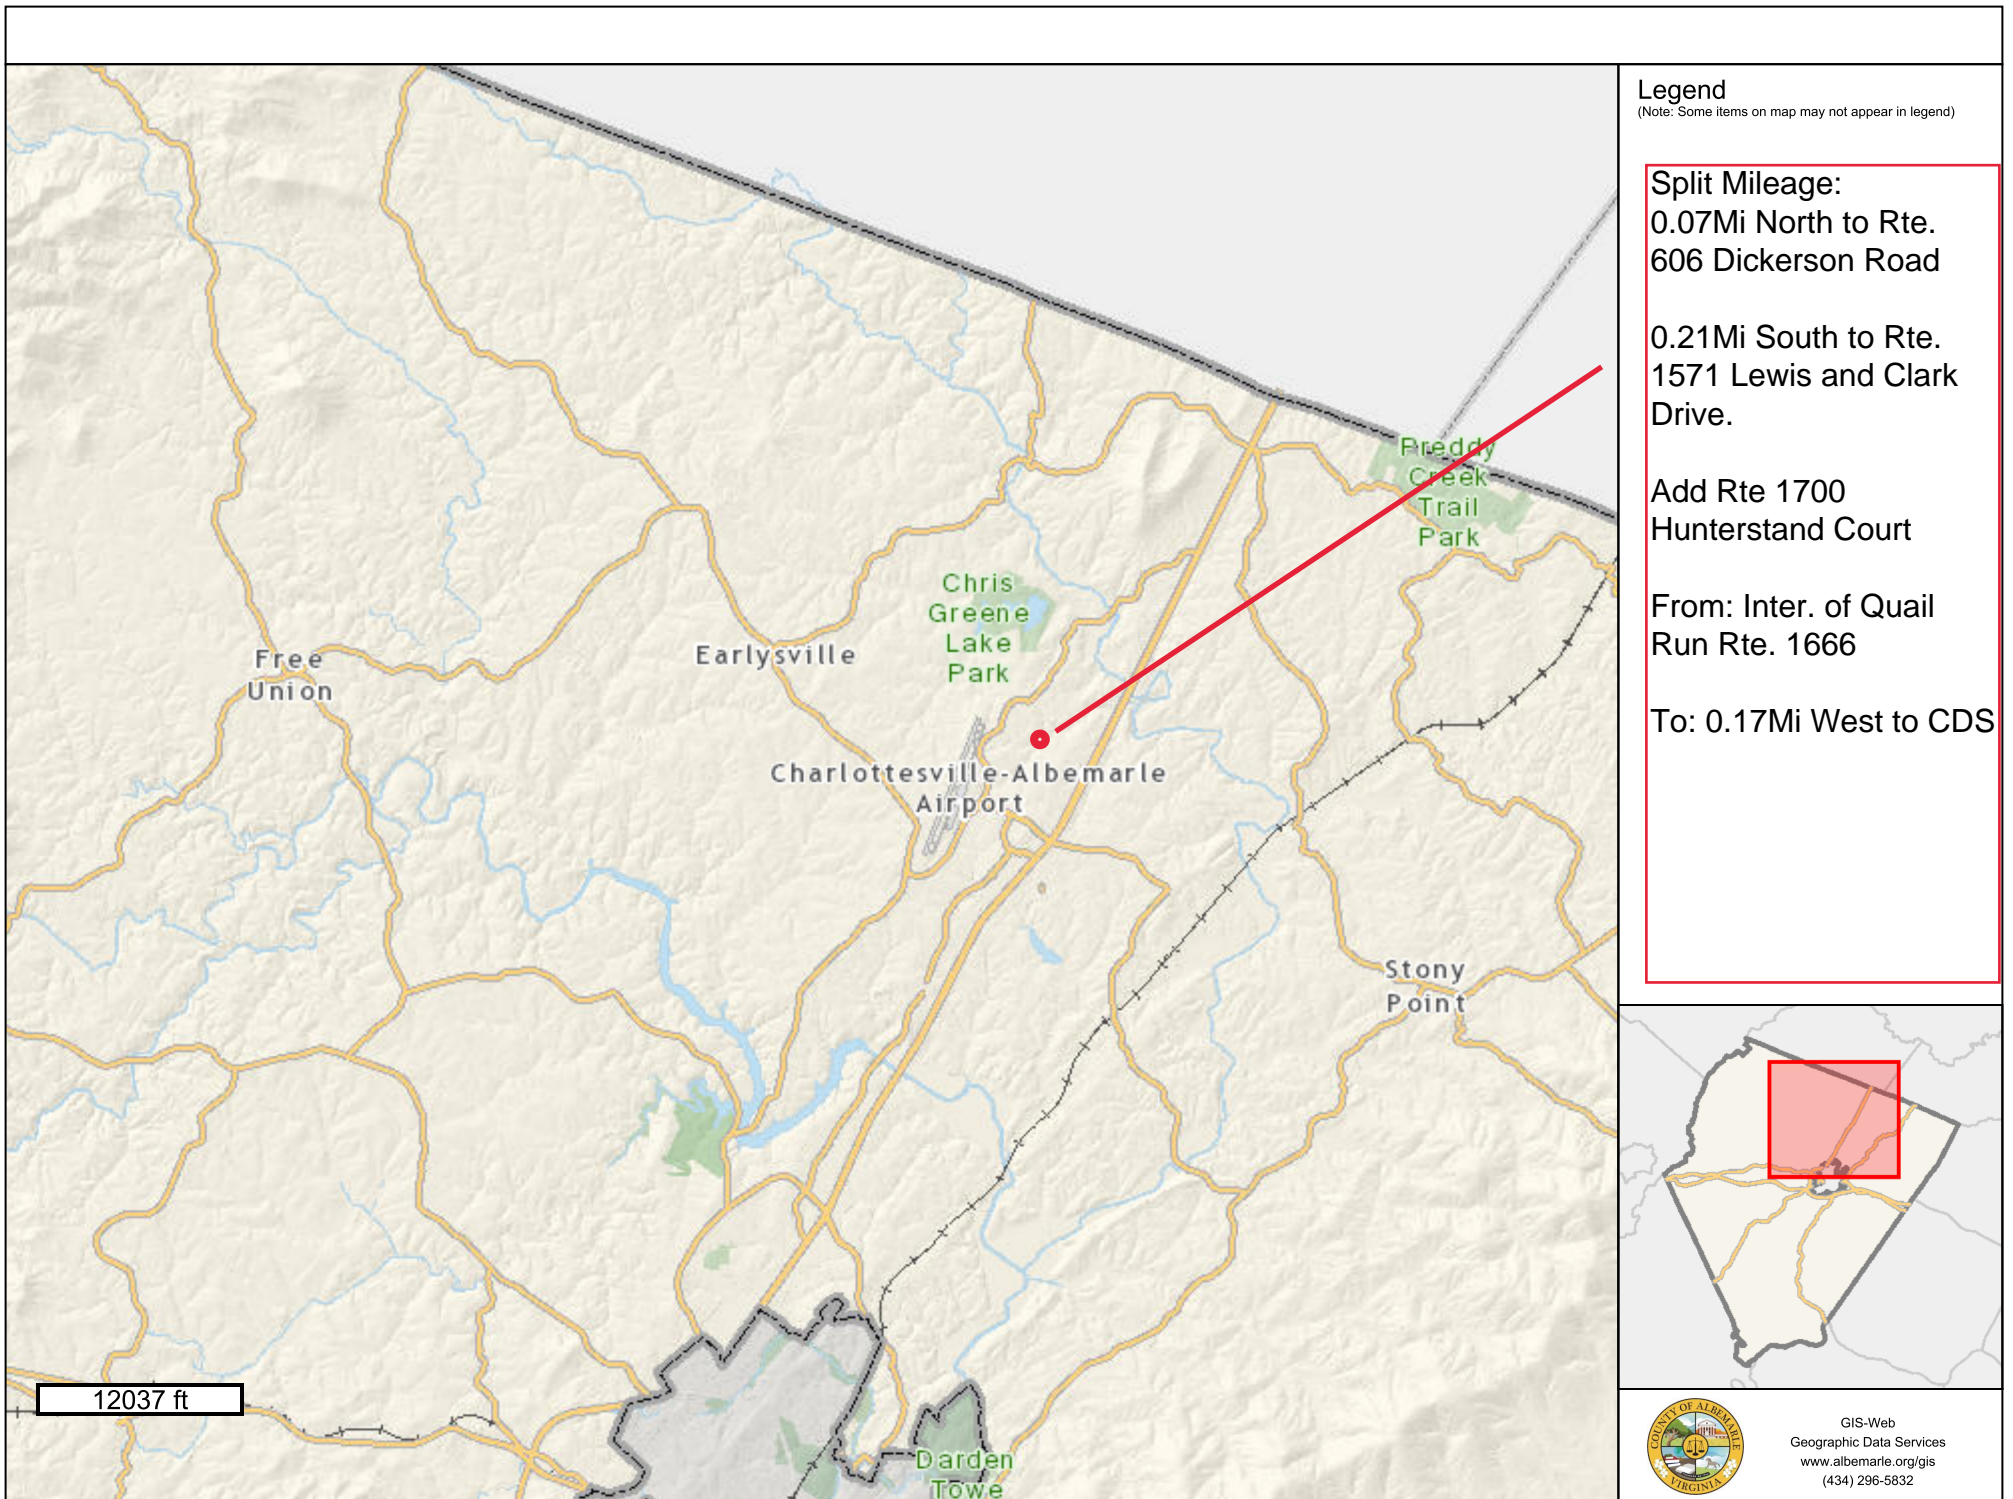 Legend
(Note: Some items on map may not appear in legend)
Split Mileage:
0.07Mi North to Rte.
606 Dickerson Road
0.21Mi South to Rte.
1571 Lewis and Clark
Drive.
Add Rte 1700
Hunterstand Court
From: Inter. of Quail
Run Rte. 1666
To: 0.17Mi West to CDS
Preddy
Creek
Trail
Park
Chris
Greene
Lake
Park
Earlysville
Free
Union
Charlottesville-Albemarle
Airport
Stony
Point
Darden
Towe
12037 ft
COUNTY OF ALBEMARLE
VIRGINIA
GIS-Web
Geographic Data Services
www.albemarle.org/gis
(434) 296-5832